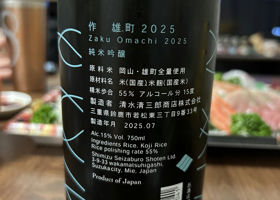 作 雄町 2025
Zaku Omachi 2025
純米吟醸
原料米 岡山・雄町全量使用
原材料名 米(国産)米麹(国産米)
精米歩合 55% アルコール分 15度
製造者 清水清三郎商店株式会社
三重県鈴鹿市若松東三丁目9番33号
製造年月 2025.07
Alc.15% Vol. 750ml
Ingredients Rice, Koji Rice
Rice polishing rate 55%
Shimizu Seizaburo Shoten Ltd.
3-9-33 wakamatsuhigashi,
Suzukacity, Mie, Japan
Product of Japan